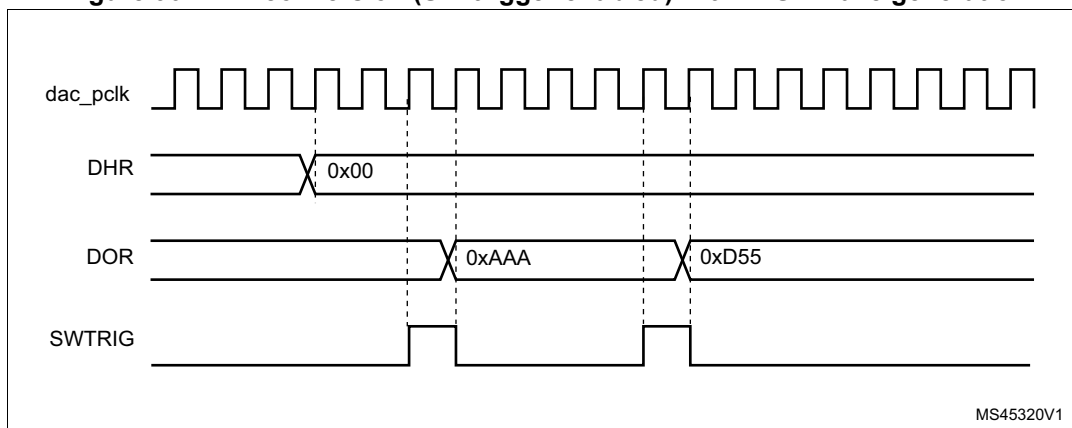 dac_pclk
DHR
0x00
DOR
0xAAA
0xD55
SWTRIG
MS45320V1